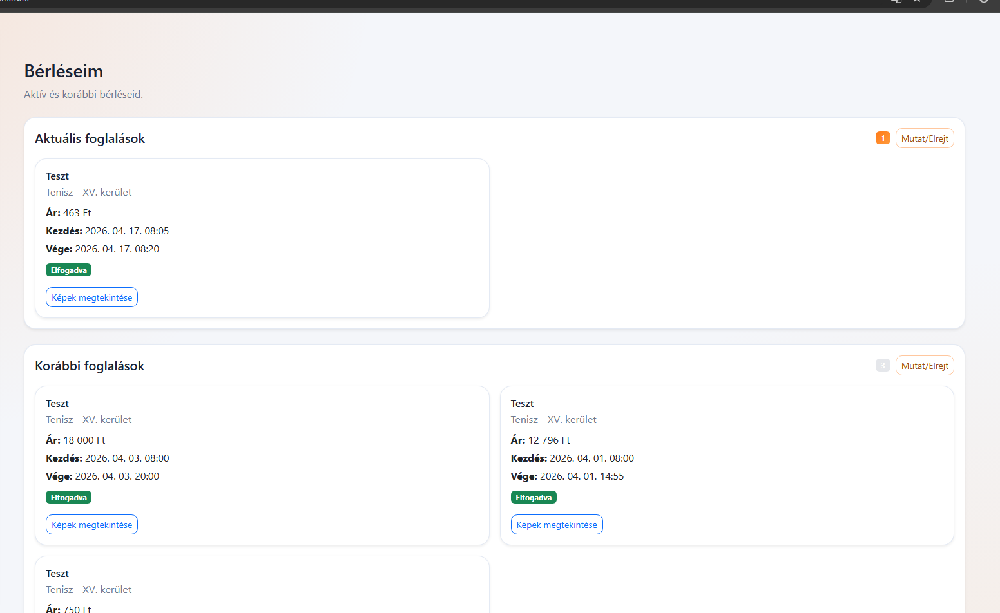 Bérléseim
Aktív és korábbi bérléseid.
Aktuális foglalások
1
Mutat/Elrejt
Teszt
Tenisz - XV. kerület
Ár: 463 Ft
Kezdés: 2026. 04. 17. 08:05
Vége: 2026. 04. 17. 08:20
Elfogadva
Képek megtekintése
Korábbi foglalások
3
Mutat/Elrejt
Teszt
Tenisz - XV. kerület
Ár: 18 000 Ft
Kezdés: 2026. 04. 03. 08:00
Vége: 2026. 04. 03. 20:00
Elfogadva
Képek megtekintése
Teszt
Tenisz - XV. kerület
Ár: 12 796 Ft
Kezdés: 2026. 04. 01. 08:00
Vége: 2026. 04. 01. 14:55
Elfogadva
Képek megtekintése
Teszt
Tenisz - XV. kerület
Ár: 750 Ft